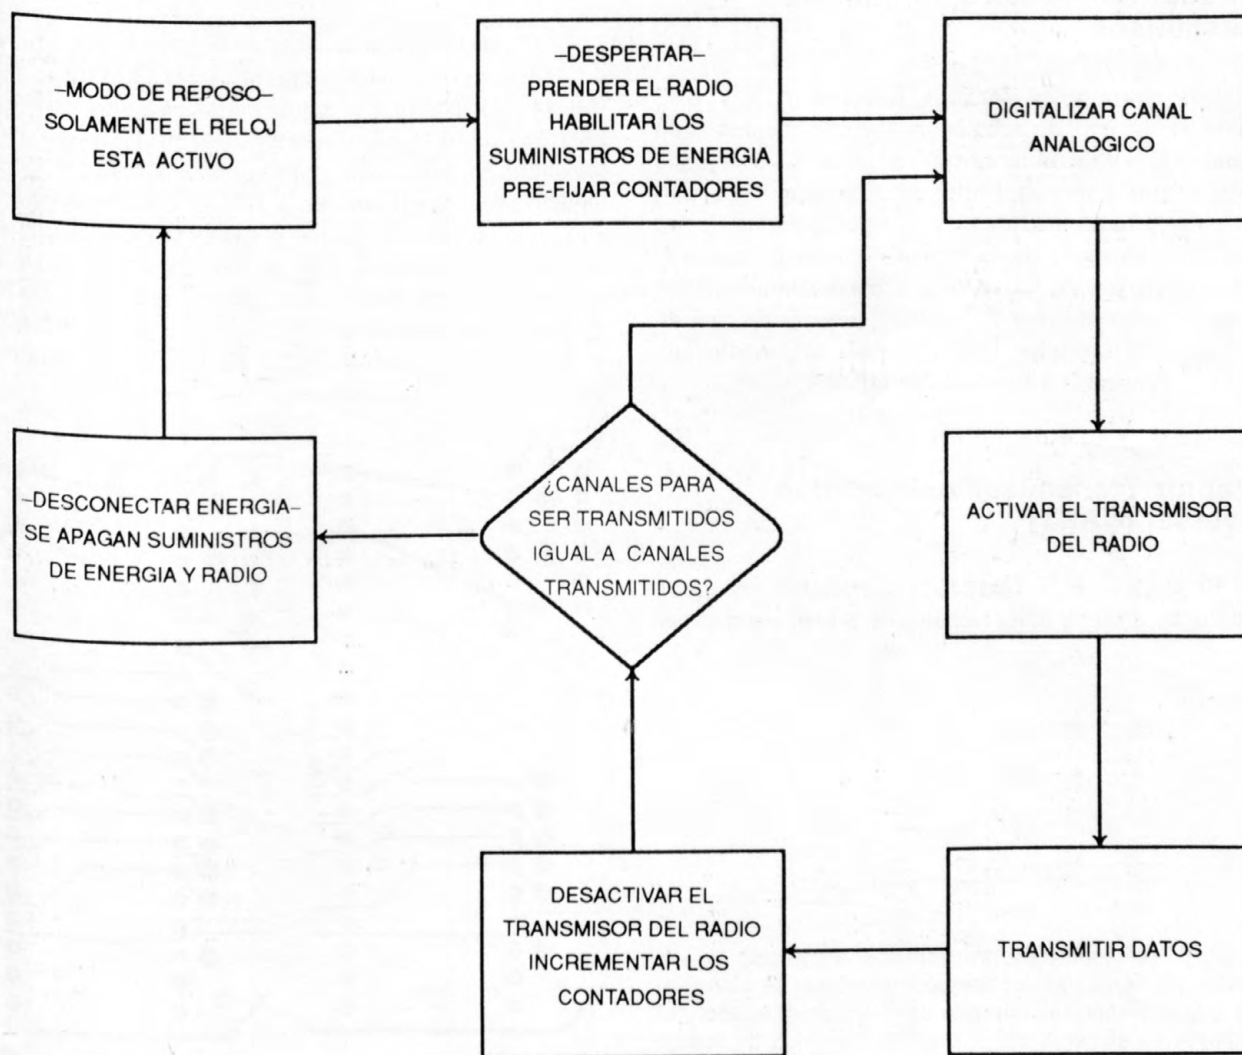 –MODO DE REPOSO–
SOLAMENTE EL RELOJ
ESTA ACTIVO
–DESPERTAR–
PRENDER EL RADIO
HABILITAR LOS
SUMINISTROS DE ENERGIA
PRE-FIJAR CONTADORES
DIGITALIZAR CANAL
ANALOGICO
ACTIVAR EL TRANSMISOR
DEL RADIO
TRANSMITIR DATOS
DESACTIVAR EL
TRANSMISOR DEL RADIO
INCREMENTAR LOS
CONTADORES
¿CANALES PARA
SER TRANSMITIDOS
IGUAL A CANALES
TRANSMITIDOS?
–DESCONECTAR ENERGIA–
SE APAGAN SUMINISTROS
DE ENERGIA Y RADIO